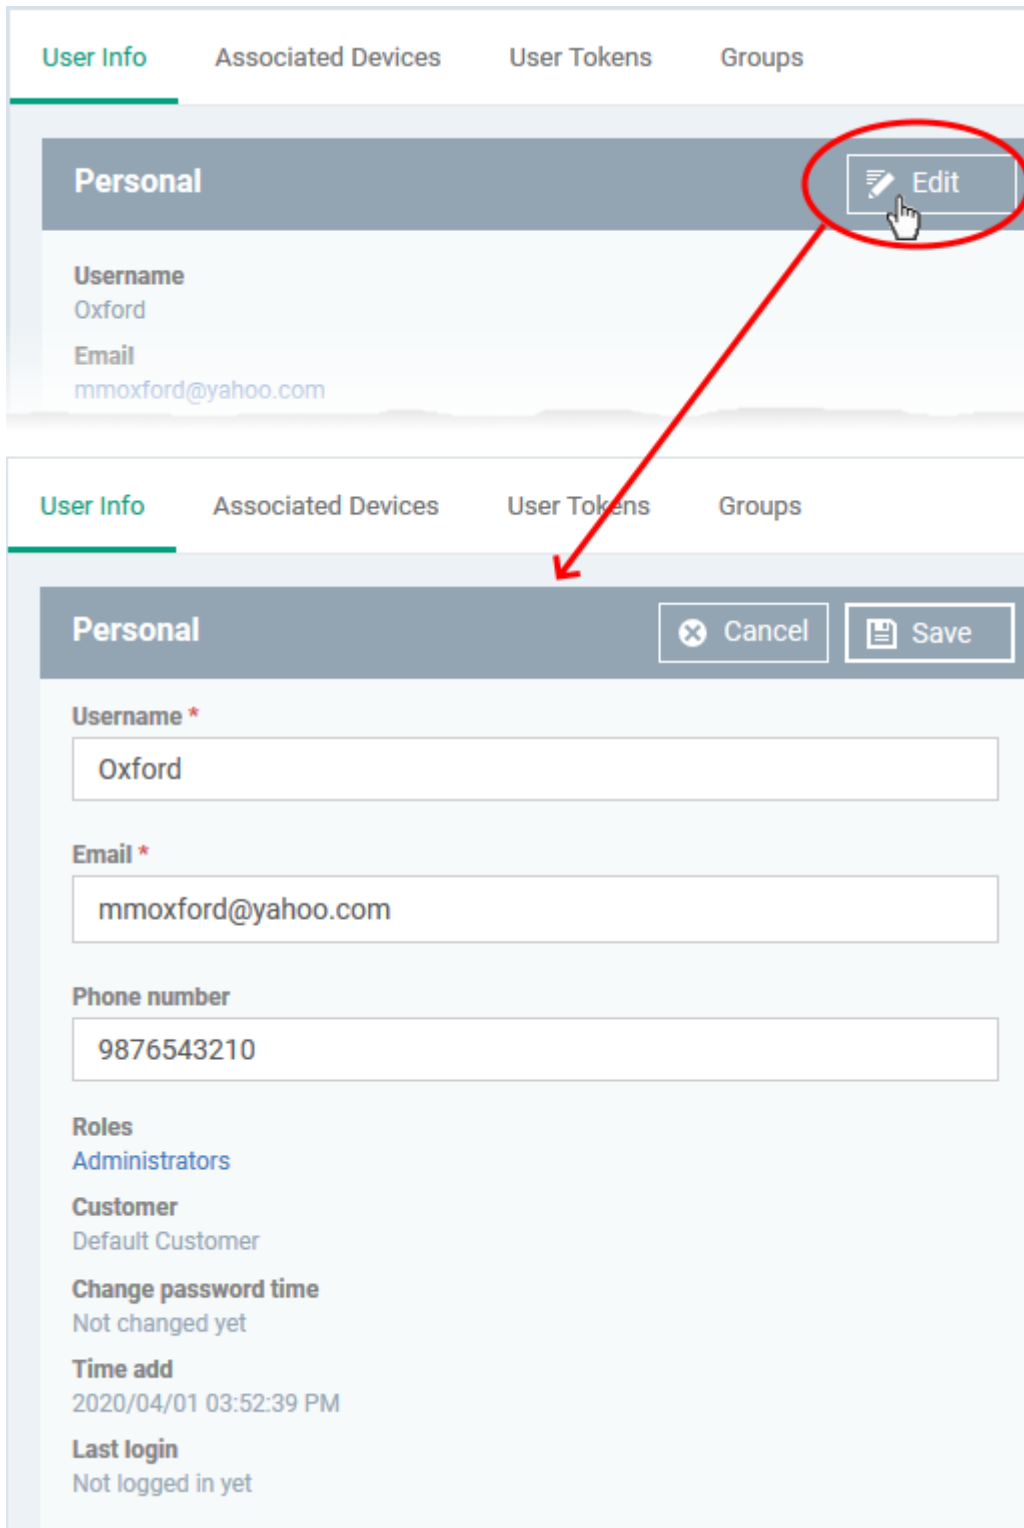 User Info Associated Devices User Tokens Groups
Personal Edit
Username
Oxford
Email
mmoxford@yahoo.com
User Info Associated Devices User Tokens Groups
Personal Cancel Save
Username *
Oxford
Email *
mmoxford@yahoo.com
Phone number
9876543210
Roles
Administrators
Customer
Default Customer
Change password time
Not changed yet
Time add
2020/04/01 03:52:39 PM
Last login
Not logged in yet